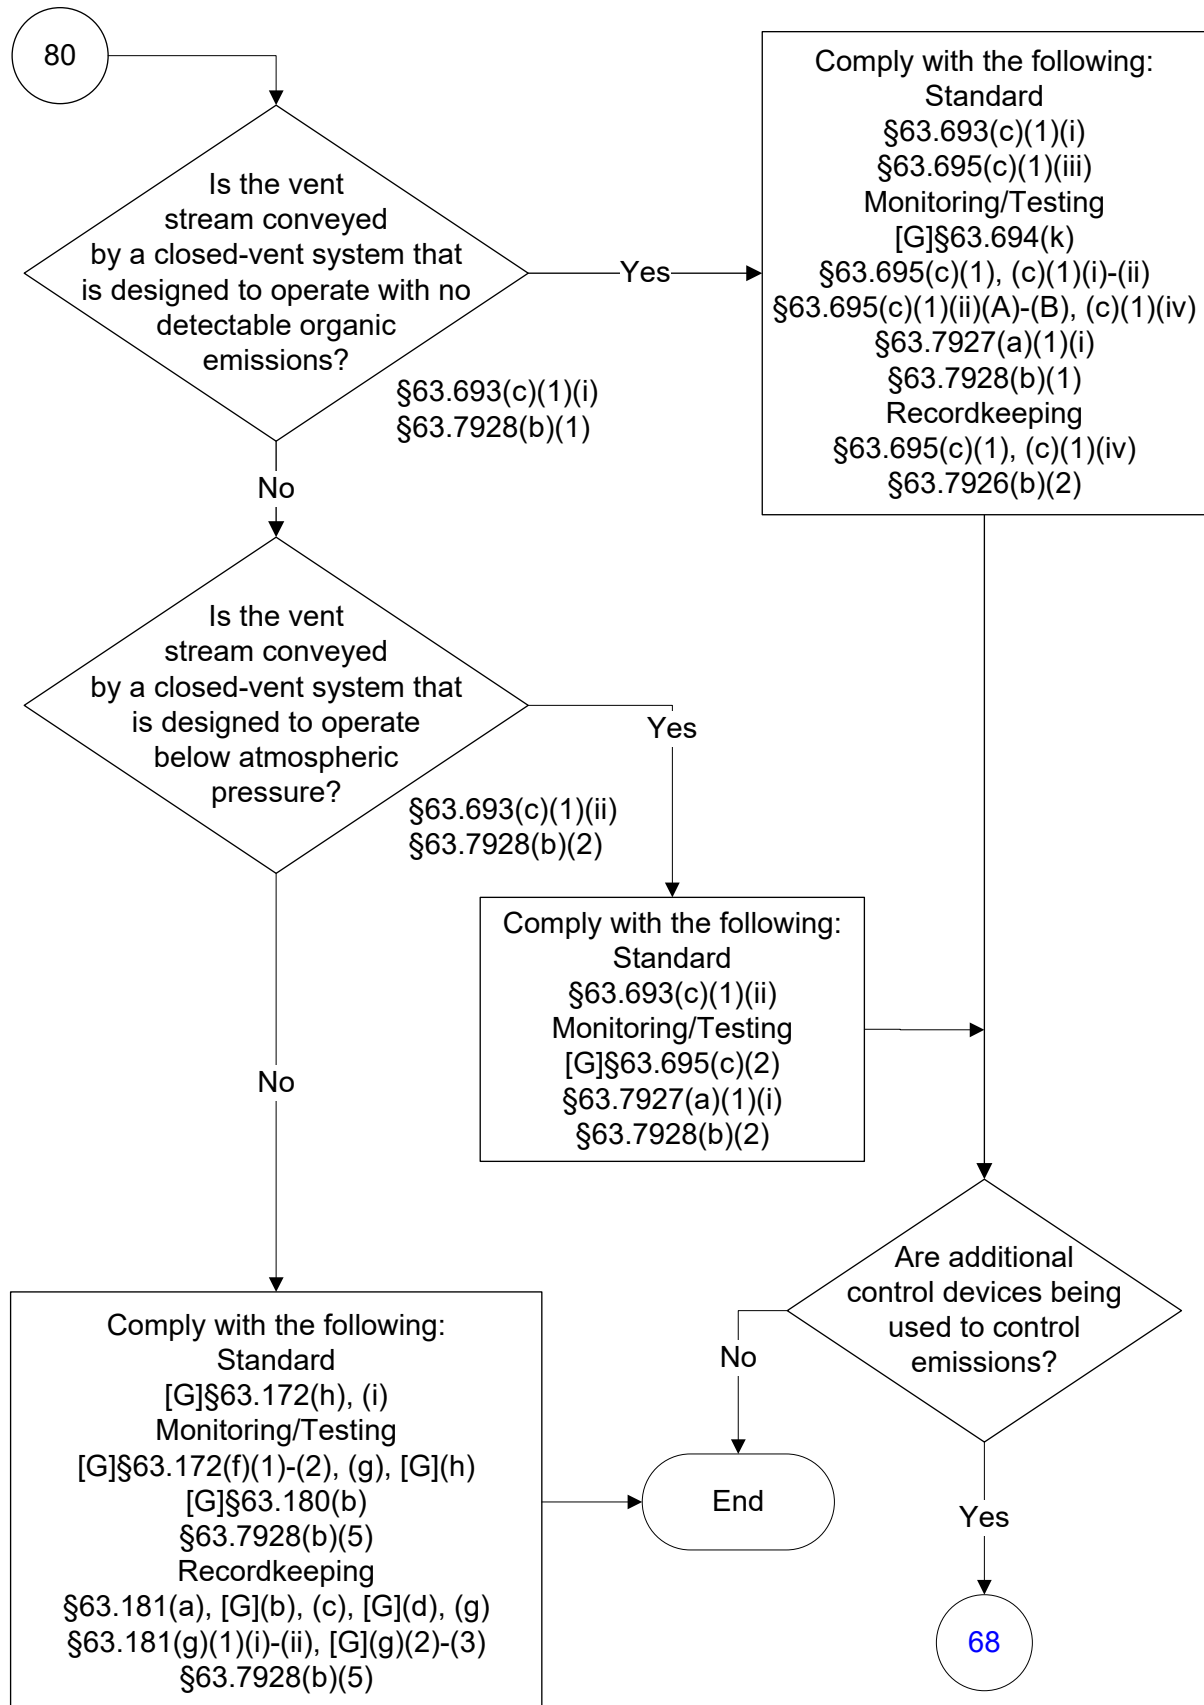 80
Is the vent
stream conveyed
by a closed-vent system that
is designed to operate with no
detectable organic
emissions?
§63.693(c)(1)(i)
§63.7928(b)(1)
Yes
Comply with the following:
Standard
§63.693(c)(1)(i)
§63.695(c)(1)(iii)
Monitoring/Testing
[G]§63.694(k)
§63.695(c)(1), (c)(1)(i)-(ii)
§63.695(c)(1)(ii)(A)-(B), (c)(1)(iv)
§63.7927(a)(1)(i)
§63.7928(b)(1)
Recordkeeping
§63.695(c)(1), (c)(1)(iv)
§63.7926(b)(2)
No
Is the vent
stream conveyed
by a closed-vent system that
is designed to operate
below atmospheric
pressure?
§63.693(c)(1)(ii)
§63.7928(b)(2)
Yes
Comply with the following:
Standard
§63.693(c)(1)(ii)
Monitoring/Testing
[G]§63.695(c)(2)
§63.7927(a)(1)(i)
§63.7928(b)(2)
No
Comply with the following:
Standard
[G]§63.172(h), (i)
Monitoring/Testing
[G]§63.172(f)(1)-(2), (g), [G](h)
[G]§63.180(b)
§63.7928(b)(5)
Recordkeeping
§63.181(a), [G](b), (c), [G](d), (g)
§63.181(g)(1)(i)-(ii), [G](g)(2)-(3)
§63.7928(b)(5)
Are additional
control devices being
used to control
emissions?
No
End
Yes
68